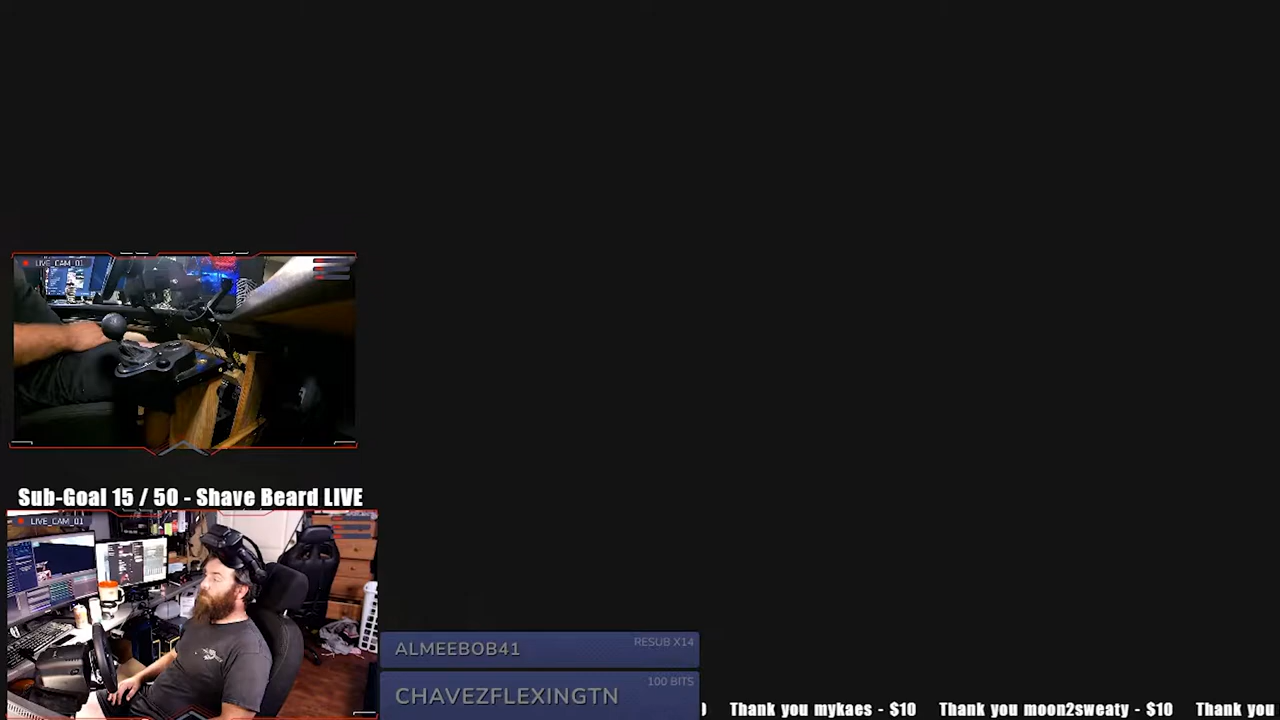 LIVE_CAM_01
Sub-Goal 15 / 50 - Shave Beard LIVE
LIVE_CAM_01
ALMEEBOB41 RESUB X14
CHAVEZFLEXINGTN 100 BITS
Thank you mykaes - $10 Thank you moon2sweaty - $10 Thank you